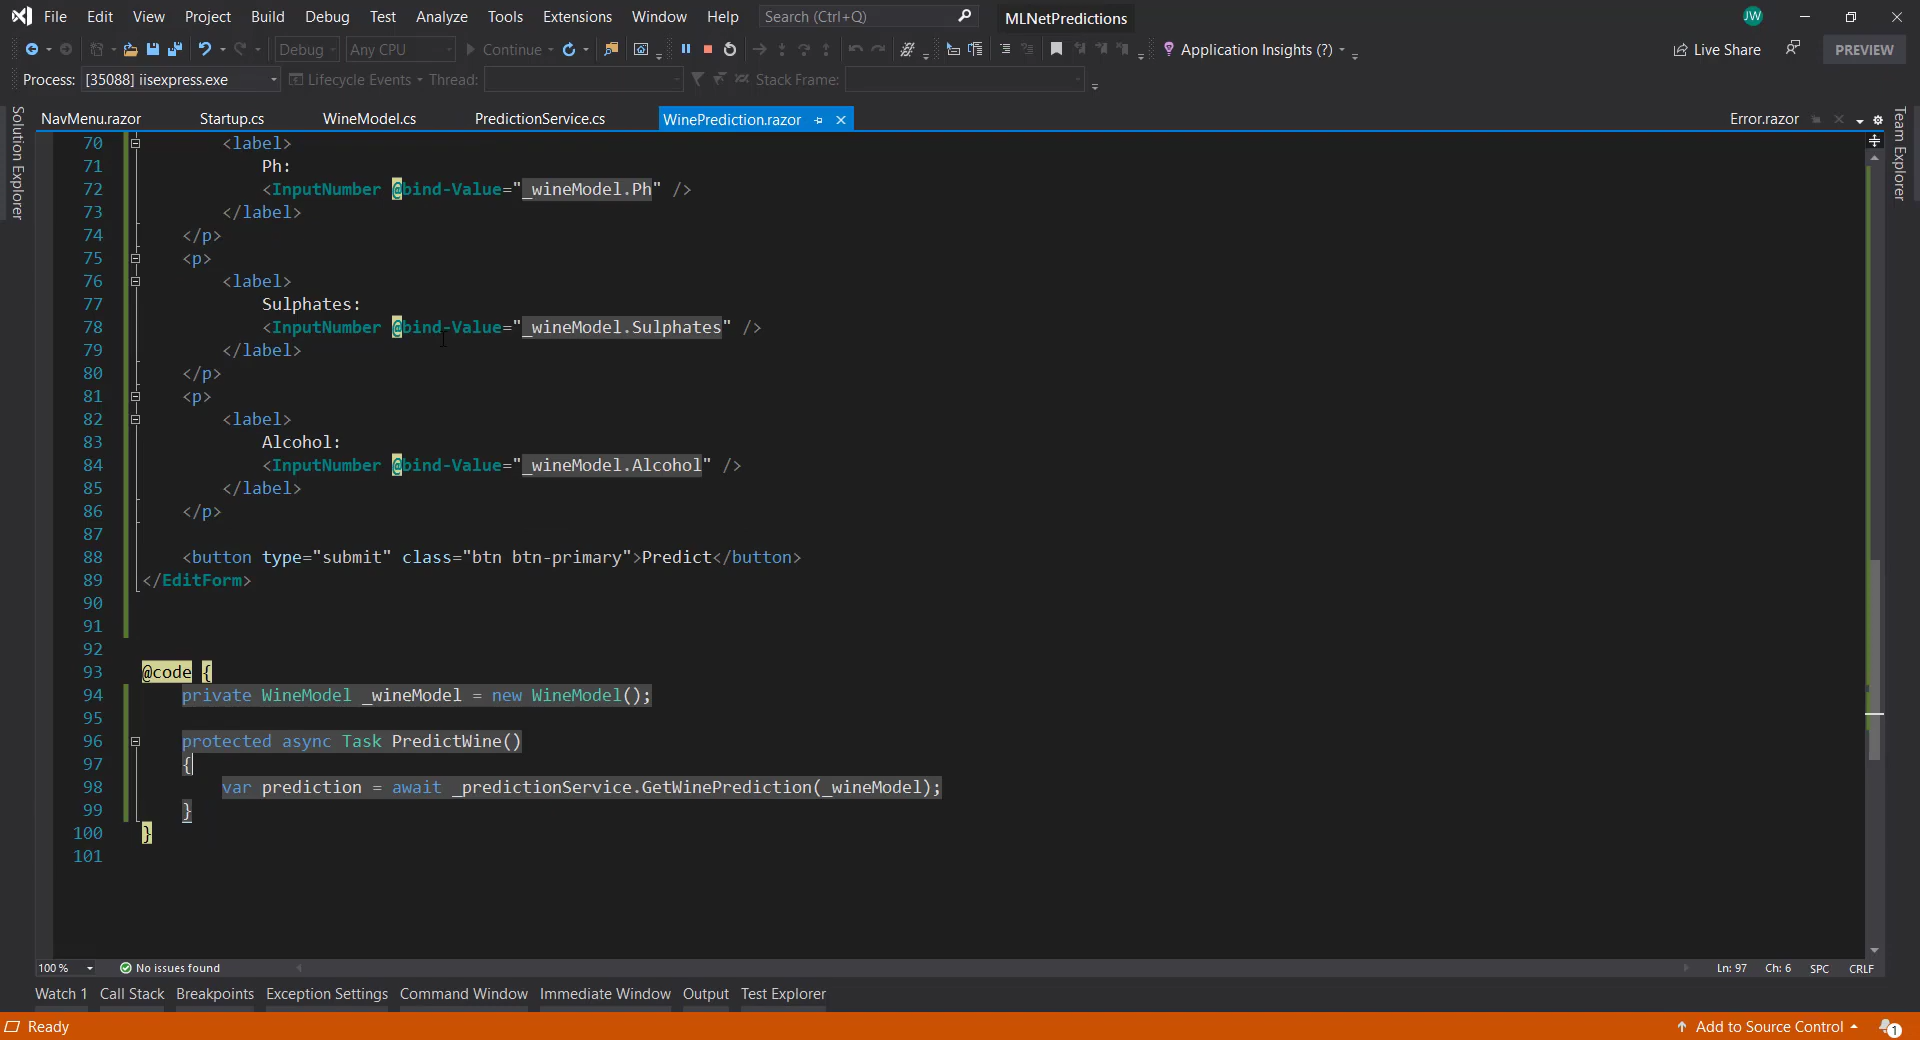 File Edit View Project Build Debug Test Analyze Tools Extensions Window Help Search (Ctrl+Q) MLNetPredictions JW
Debug Any CPU Continue Application Insights (?) Live Share PREVIEW
Process: [35088] iisexpress.exe Lifecycle Events Thread: Stack Frame:
Solution Explorer
NavMenu.razor Startup.cs WineModel.cs PredictionService.cs WinePrediction.razor Error.razor
Team Explorer
70 <label>
71 Ph:
72 <InputNumber @bind-Value="_wineModel.Ph" />
73 </label>
74 </p>
75 <p>
76 <label>
77 Sulphates:
78 <InputNumber @bind-Value="_wineModel.Sulphates" />
79 </label>
80 </p>
81 <p>
82 <label>
83 Alcohol:
84 <InputNumber @bind-Value="_wineModel.Alcohol" />
85 </label>
86 </p>
87
88 <button type="submit" class="btn btn-primary">Predict</button>
89 </EditForm>
90
91
92
93 @code {
94 private WineModel _wineModel = new WineModel();
95
96 protected async Task PredictWine()
97 {
98 var prediction = await _predictionService.GetWinePrediction(_wineModel);
99 }
100 }
101
100 % No issues found Ln: 97 Ch: 6 SPC CRLF
Watch 1 Call Stack Breakpoints Exception Settings Command Window Immediate Window Output Test Explorer
Ready Add to Source Control 1